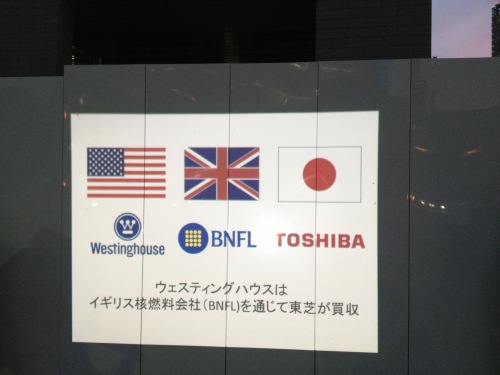 Westinghouse BNFL TOSHIBA
ウェスティングハウスは
イギリス核燃料会社(BNFL)を通じて東芝が買収